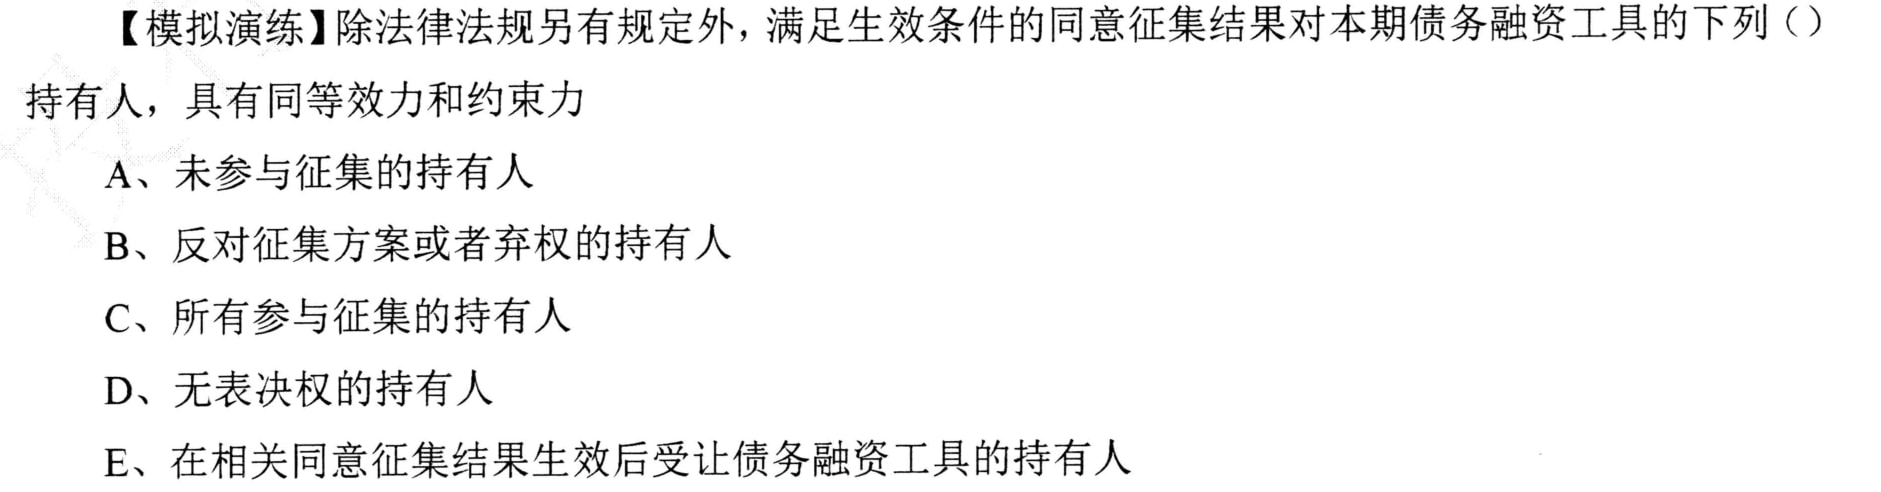 【模拟演练】除法律法规另有规定外，满足生效条件的同意征集结果对本期债务融资工具的下列（）
持有人，具有同等效力和约束力
A、未参与征集的持有人
B、反对征集方案或者弃权的持有人
C、所有参与征集的持有人
D、无表决权的持有人
E、在相关同意征集结果生效后受让债务融资工具的持有人